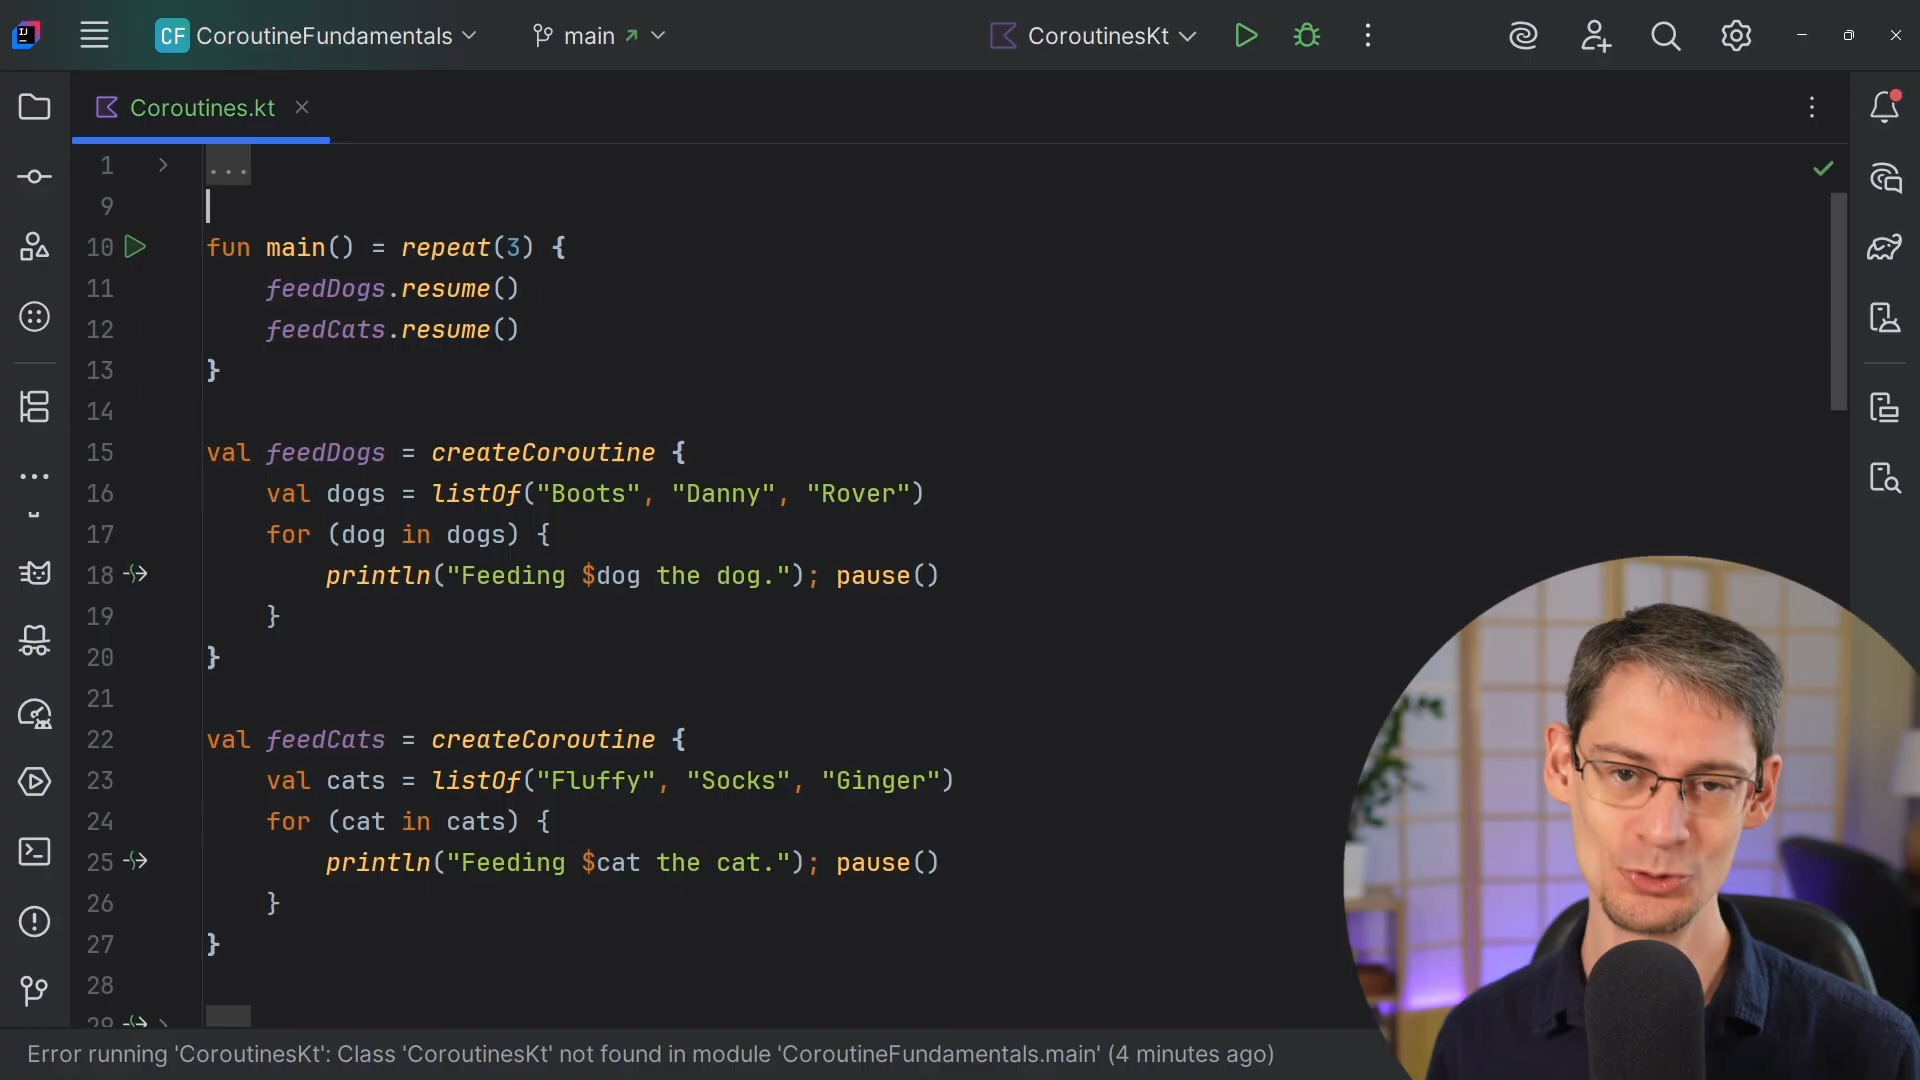 CF CoroutineFundamentals main CoroutinesKt
Coroutines.kt
1 ...
9
10 fun main() = repeat(3) {
11 feedDogs.resume()
12 feedCats.resume()
13 }
14
15 val feedDogs = createCoroutine {
16 val dogs = listOf("Boots", "Danny", "Rover")
17 for (dog in dogs) {
18 println("Feeding $dog the dog."); pause()
19 }
20 }
21
22 val feedCats = createCoroutine {
23 val cats = listOf("Fluffy", "Socks", "Ginger")
24 for (cat in cats) {
25 println("Feeding $cat the cat."); pause()
26 }
27 }
28
29
Error running 'CoroutinesKt': Class 'CoroutinesKt' not found in module 'CoroutineFundamentals.main' (4 minutes ago)